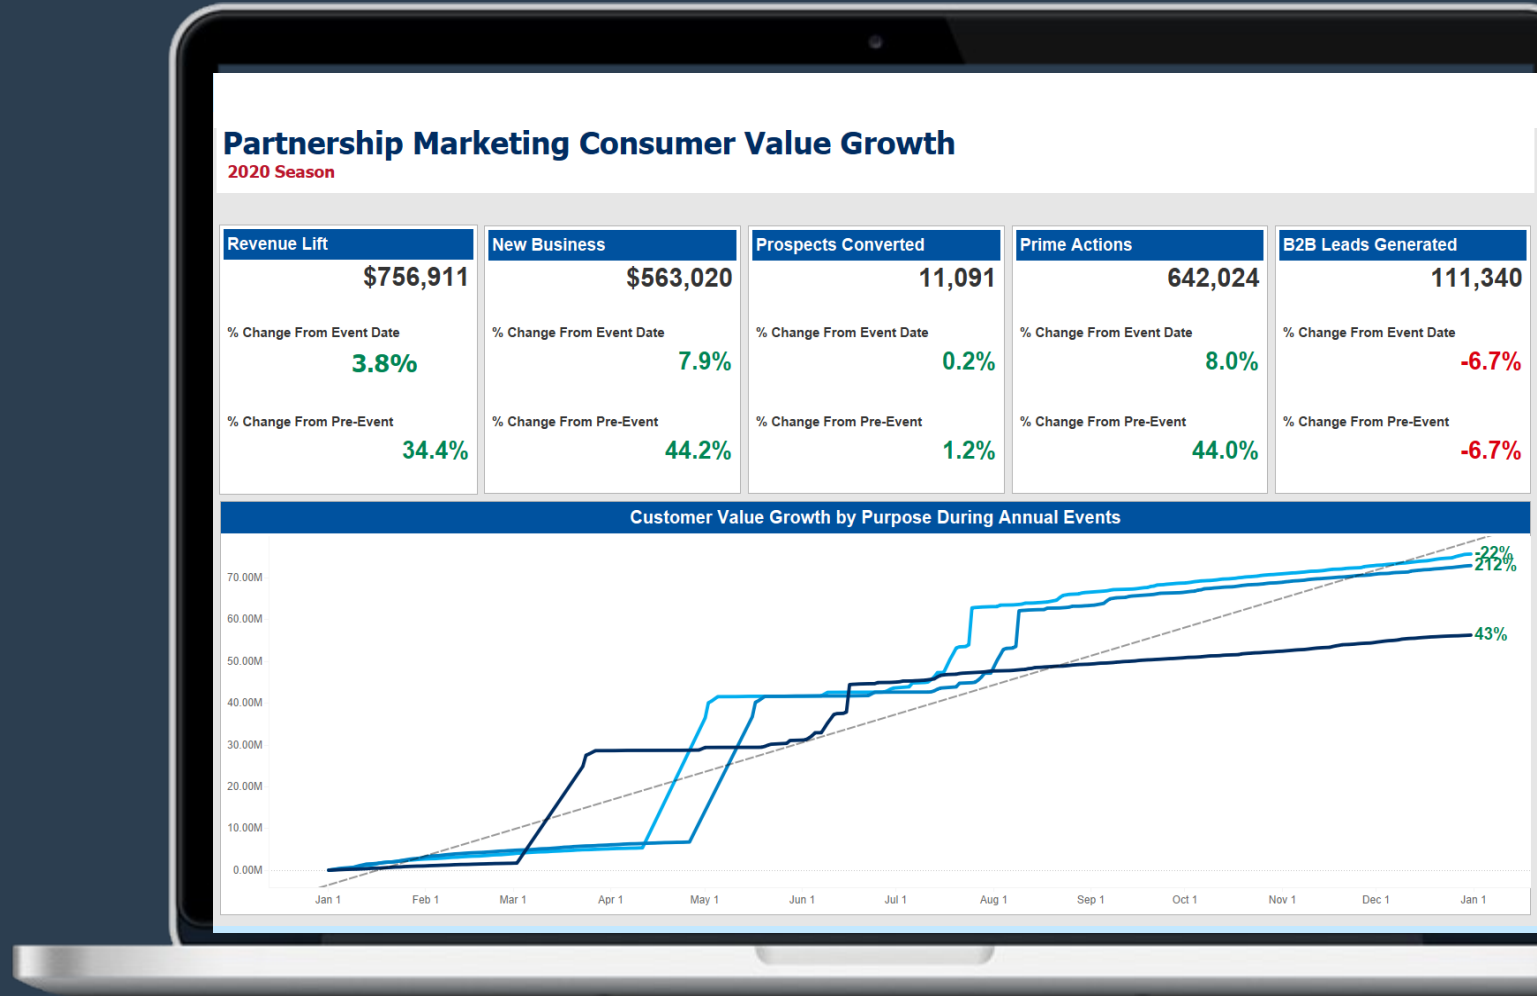 Partnership Marketing Consumer Value Growth
2020 Season
Revenue Lift
$756,911
% Change From Event Date
3.8%
% Change From Pre-Event
34.4%
New Business
$563,020
% Change From Event Date
7.9%
% Change From Pre-Event
44.2%
Prospects Converted
11,091
% Change From Event Date
0.2%
% Change From Pre-Event
1.2%
Prime Actions
642,024
% Change From Event Date
8.0%
% Change From Pre-Event
44.0%
B2B Leads Generated
111,340
% Change From Event Date
-6.7%
% Change From Pre-Event
-6.7%
Customer Value Growth by Purpose During Annual Events
70.00M
60.00M
50.00M
40.00M
30.00M
20.00M
10.00M
0.00M
-22%
212%
43%
Jan 1 Feb 1 Mar 1 Apr 1 May 1 Jun 1 Jul 1 Aug 1 Sep 1 Oct 1 Nov 1 Dec 1 Jan 1